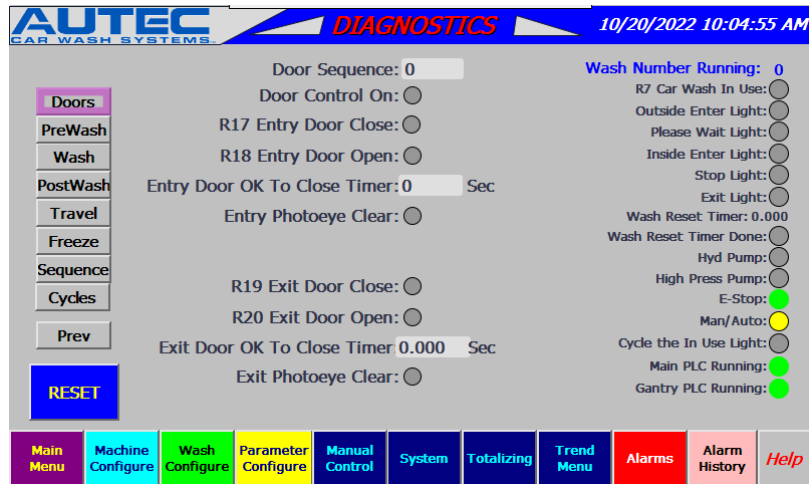 AUTEC
CAR WASH SYSTEMS
DIAGNOSTICS
10/20/2022 10:04:55 AM
Doors
PreWash
Wash
PostWash
Travel
Freeze
Sequence
Cycles
Prev
RESET
Door Sequence: 0
Door Control On:
R17 Entry Door Close:
R18 Entry Door Open:
Entry Door OK To Close Timer: 0 Sec
Entry Photoeye Clear:
R19 Exit Door Close:
R20 Exit Door Open:
Exit Door OK To Close Timer 0.000 Sec
Exit Photoeye Clear:
Wash Number Running: 0
R7 Car Wash In Use:
Outside Enter Light:
Please Wait Light:
Inside Enter Light:
Stop Light:
Exit Light:
Wash Reset Timer: 0.000
Wash Reset Timer Done:
Hyd Pump:
High Press Pump:
E-Stop:
Man/Auto:
Cycle the In Use Light:
Main PLC Running:
Gantry PLC Running:
Main
Menu
Machine
Configure
Wash
Configure
Parameter
Configure
Manual
Control
System
Totalizing
Trend
Menu
Alarms
Alarm
History
Help